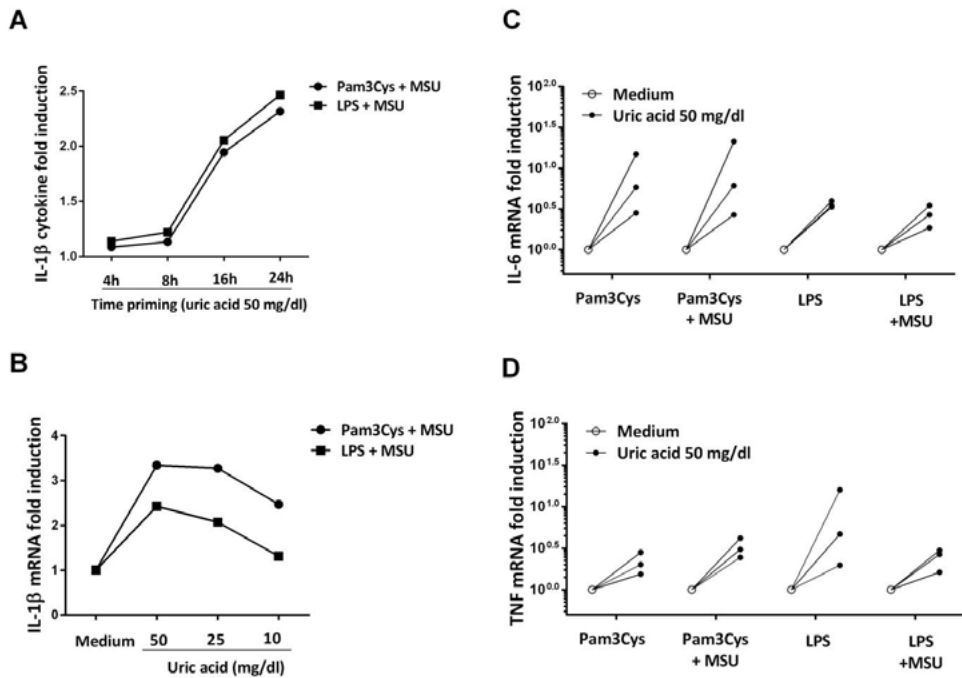 A
IL-1β cytokine fold induction
2.5
2.0
1.5
1.0
4h 8h 16h 24h
Time priming (uric acid 50 mg/dl)
Pam3Cys + MSU
LPS + MSU
B
IL-1β mRNA fold induction
4
3
2
1
0
Medium 50 25 10
Uric acid (mg/dl)
Pam3Cys + MSU
LPS + MSU
C
IL-6 mRNA fold induction
10^2.0
10^1.5
10^1.0
10^0.5
10^0.0
Medium
Uric acid 50 mg/dl
Pam3Cys Pam3Cys LPS LPS
+ MSU +MSU
D
TNF mRNA fold induction
10^2.0
10^1.5
10^1.0
10^0.5
10^0.0
Medium
Uric acid 50 mg/dl
Pam3Cys Pam3Cys LPS LPS
+ MSU +MSU